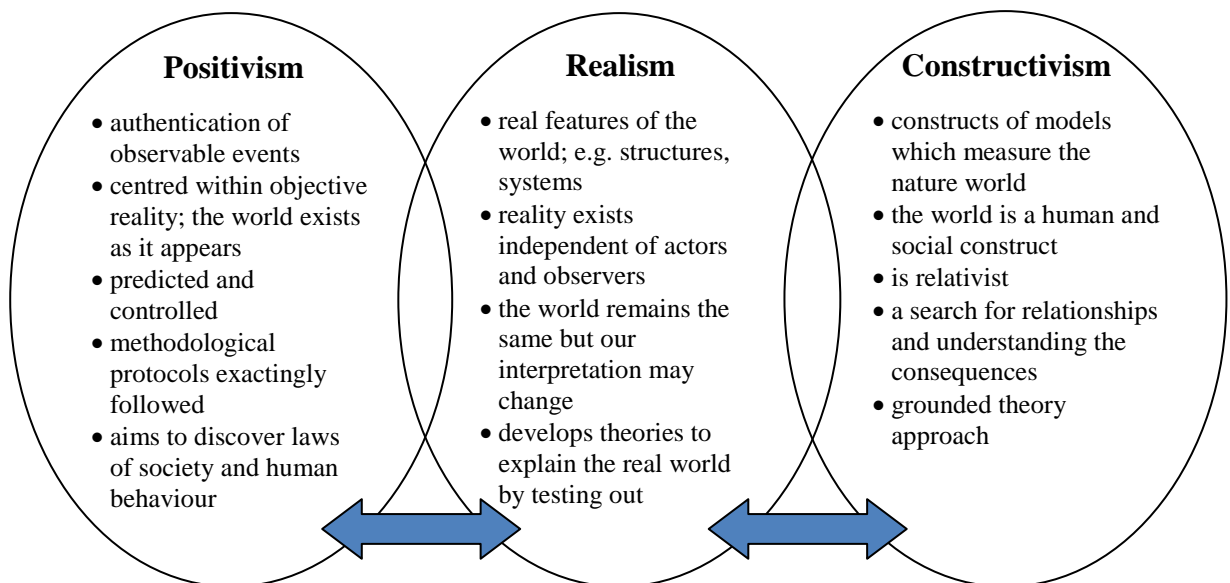 Positivism
• authentication of
observable events
• centred within objective
reality; the world exists
as it appears
• predicted and
controlled
• methodological
protocols exactingly
followed
• aims to discover laws
of society and human
behaviour
Realism
• real features of the
world; e.g. structures,
systems
• reality exists
independent of actors
and observers
• the world remains the
same but our
interpretation may
change
• develops theories to
explain the real world
by testing out
Constructivism
• constructs of models
which measure the
nature world
• the world is a human and
social construct
• is relativist
• a search for relationships
and understanding the
consequences
• grounded theory
approach